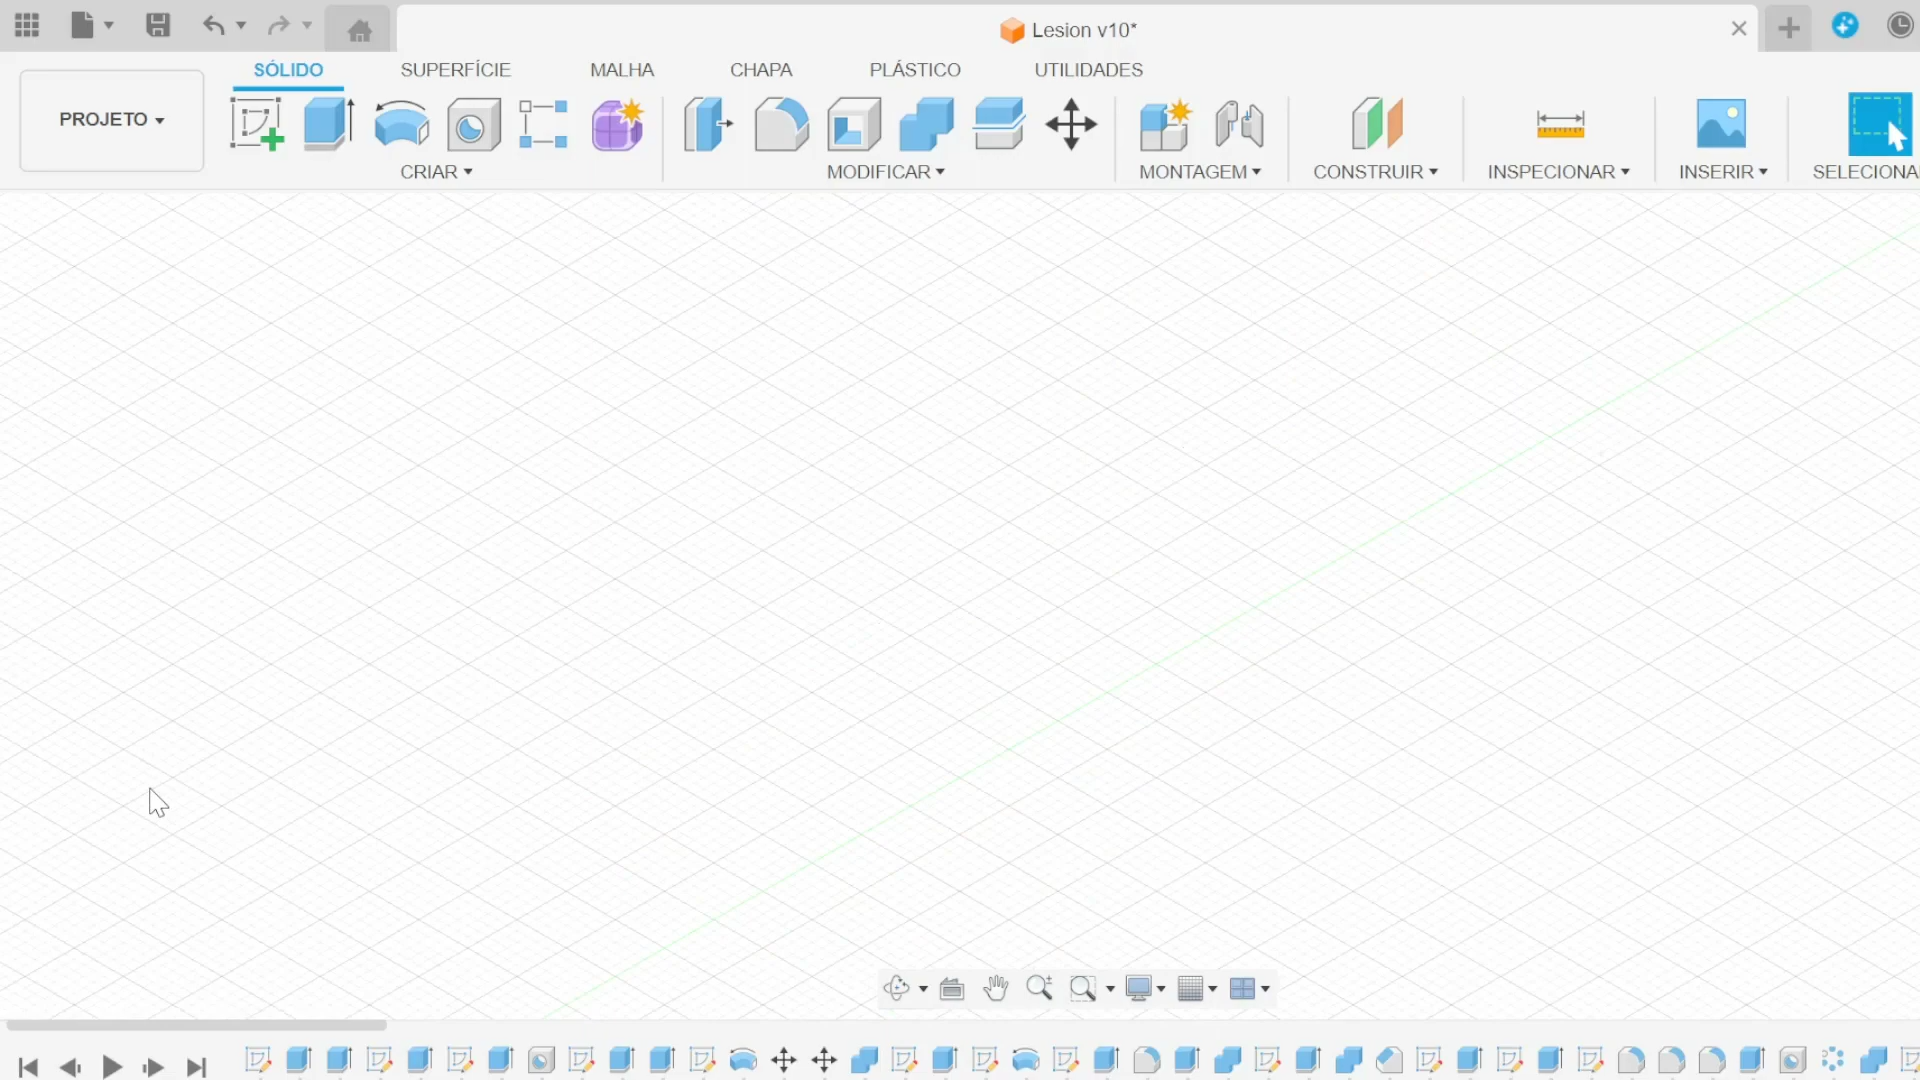 Lesion v10*
SÓLIDO SUPERFÍCIE MALHA CHAPA PLÁSTICO UTILIDADES
PROJETO
CRIAR MODIFICAR MONTAGEM CONSTRUIR INSPECIONAR INSERIR SELECIONA